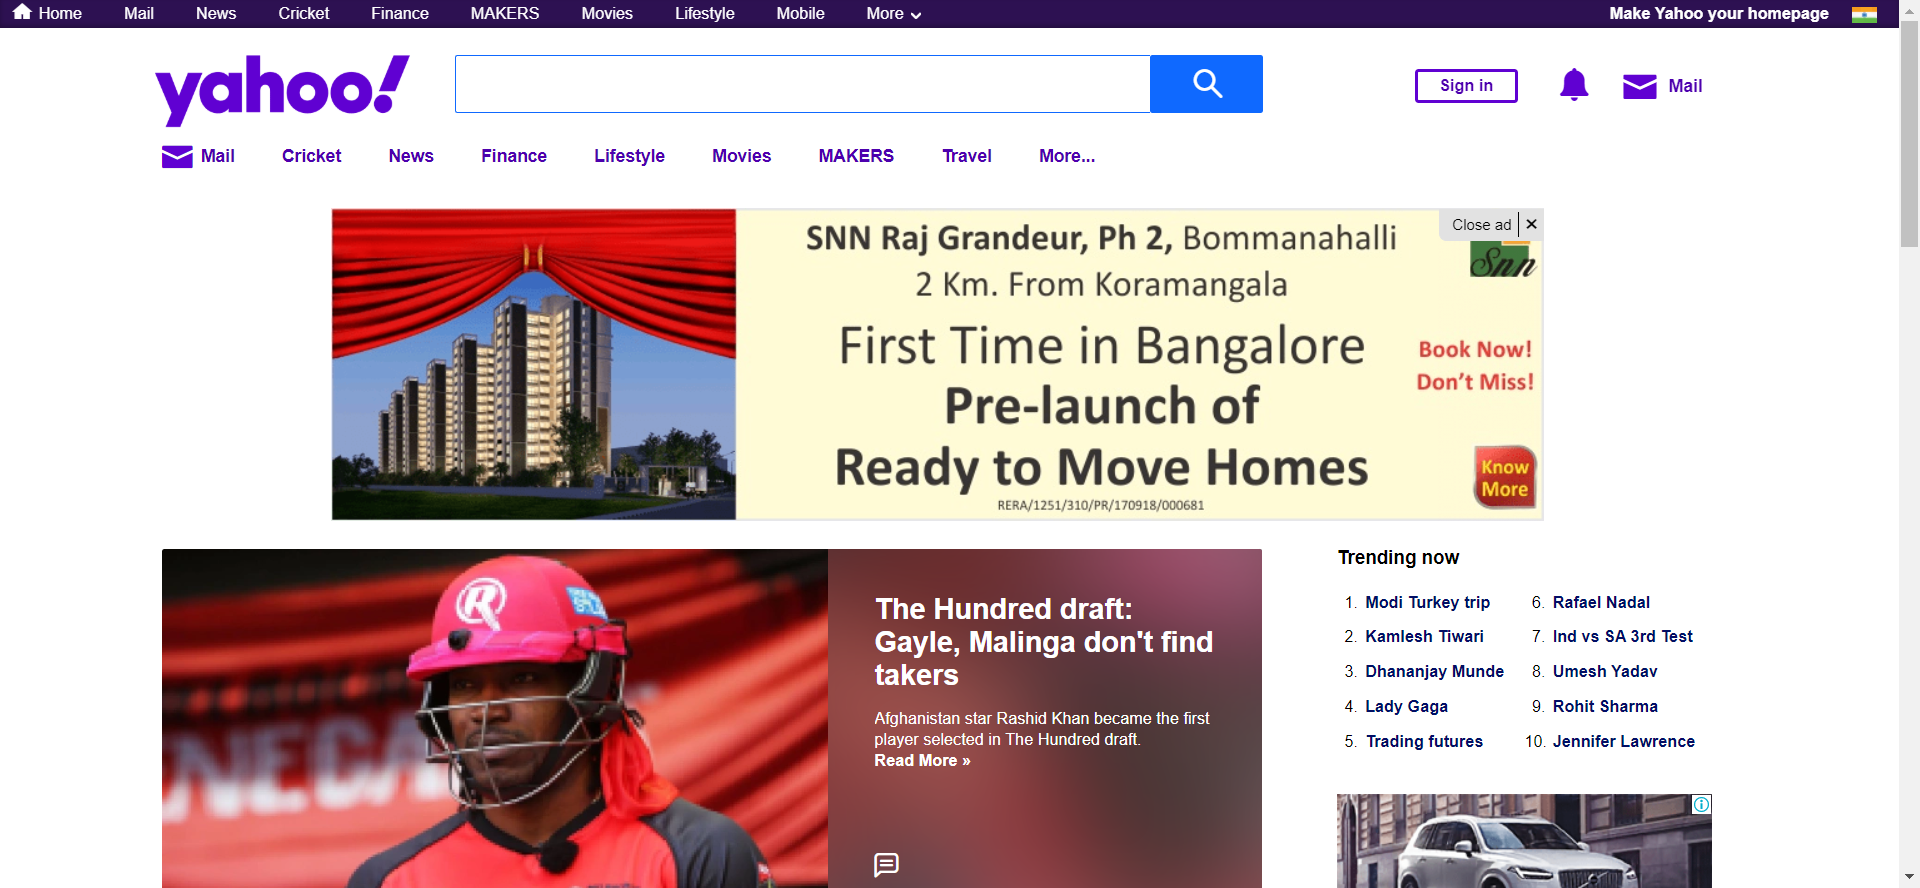 Home Mail News Cricket Finance MAKERS Movies Lifestyle Mobile More Make Yahoo your homepage
yahoo!
Sign in Mail
Mail Cricket News Finance Lifestyle Movies MAKERS Travel More...
SNN Raj Grandeur, Ph 2, Bommanahalli
2 Km. From Koramangala
First Time in Bangalore
Pre-launch of
Ready to Move Homes
RERA/1251/310/PR/170918/000681
Close ad ×
Snn
Book Now!
Don't Miss!
Know
More
The Hundred draft:
Gayle, Malinga don't find
takers
Afghanistan star Rashid Khan became the first
player selected in The Hundred draft.
Read More »
R
NEGA
Trending now
1. Modi Turkey trip
2. Kamlesh Tiwari
3. Dhananjay Munde
4. Lady Gaga
5. Trading futures
6. Rafael Nadal
7. Ind vs SA 3rd Test
8. Umesh Yadav
9. Rohit Sharma
10. Jennifer Lawrence